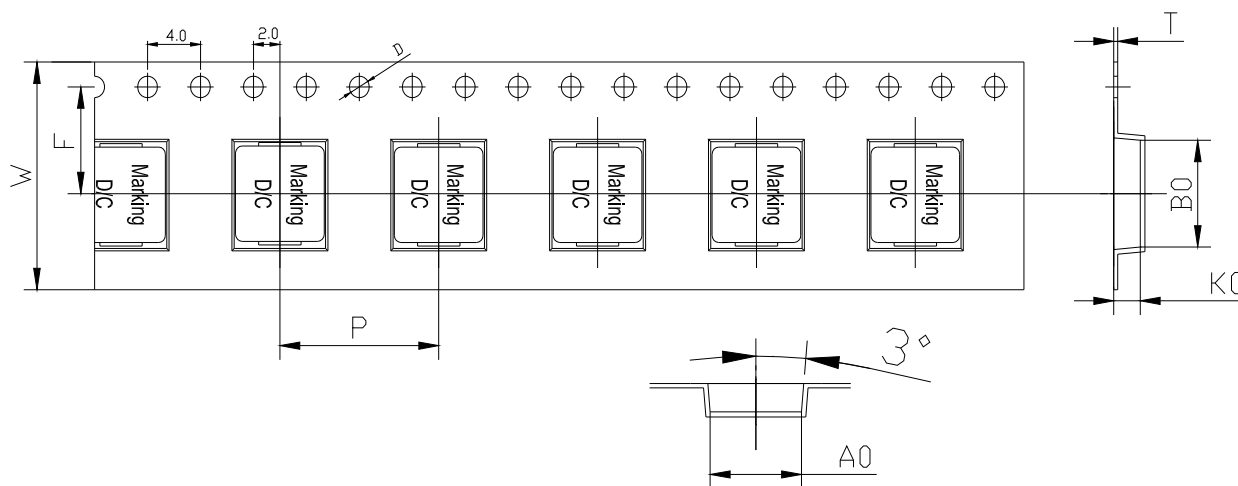 4.0
2.0
D
T
F
W
Marking
D/C
Marking
D/C
Marking
D/C
Marking
D/C
Marking
D/C
Marking
D/C
B0
K0
P
3°
A0